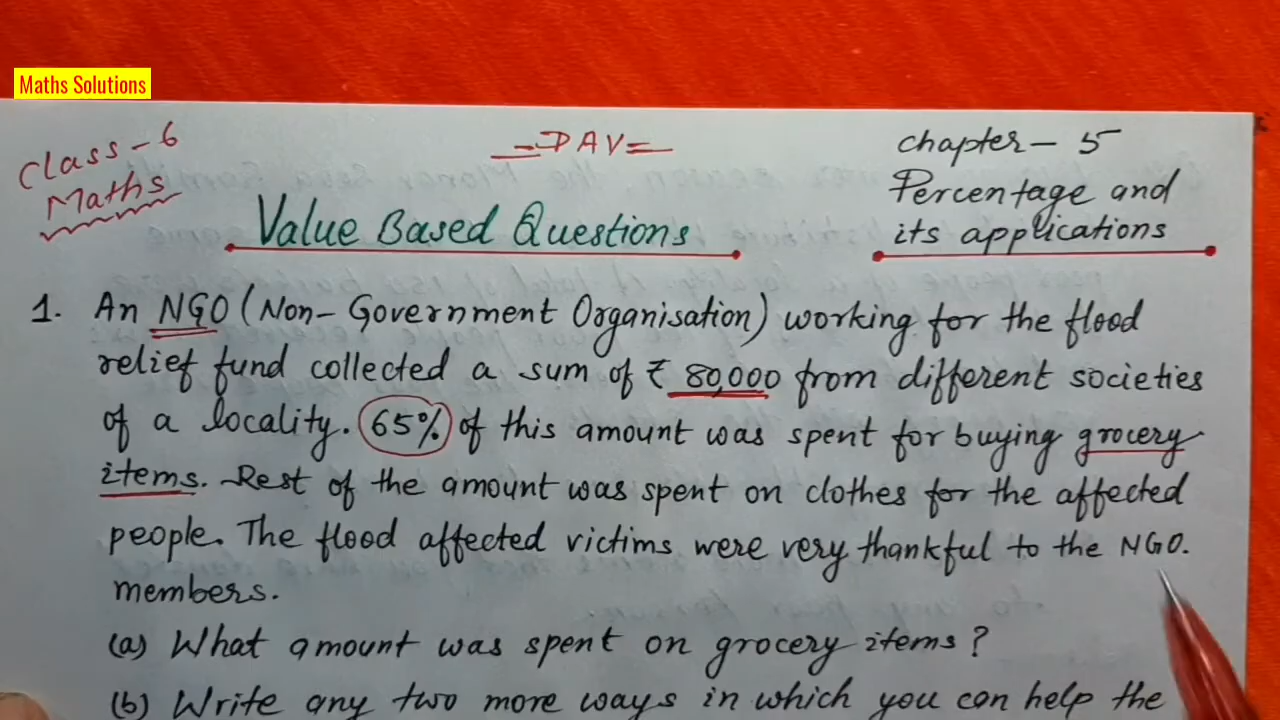 Maths Solutions
Class-6
Maths
=DAV=
Chapter-5
Percentage and
its applications
Value Based Questions
1. An NGO (Non-Government Organisation) working for the flood
relief fund collected a sum of ₹ 80,000 from different societies
of a locality. 65% of this amount was spent for buying grocery
items. Rest of the amount was spent on clothes for the affected
people. The flood affected victims were very thankful to the NGO.
members.
(a) What amount was spent on grocery items?
(b) Write any two more ways in which you can help the